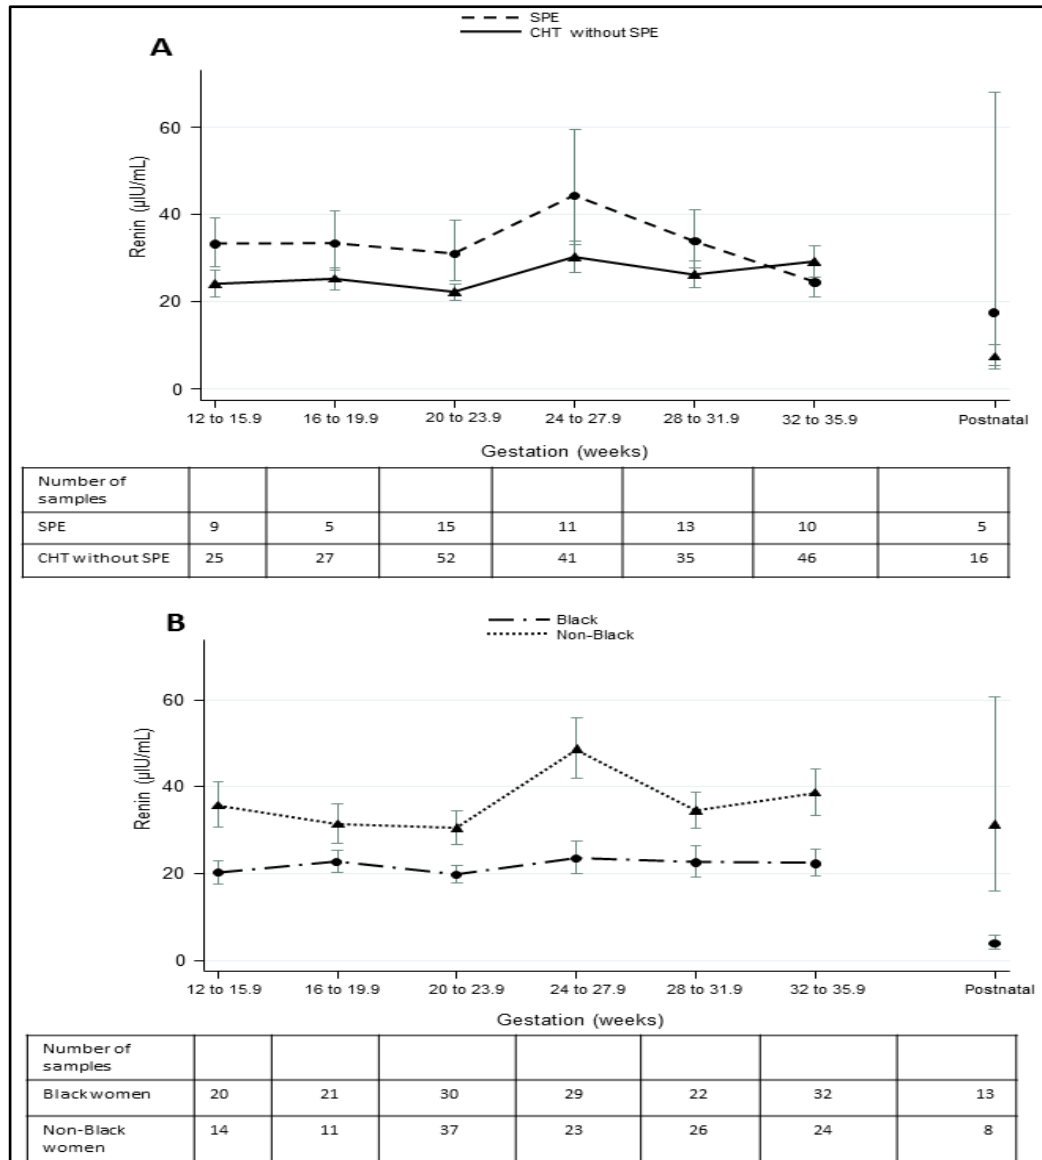 SPE
CHT without SPE
A
60
40
20
0
Renin (µIU/mL)
12 to 15.9 16 to 19.9 20 to 23.9 24 to 27.9 28 to 31.9 32 to 35.9 Postnatal
Gestation (weeks)
Number of
samples
SPE 9 5 15 11 13 10 5
CHT without SPE 25 27 52 41 35 46 16
B
Black
Non-Black
60
40
20
0
Renin (µIU/mL)
12 to 15.9 16 to 19.9 20 to 23.9 24 to 27.9 28 to 31.9 32 to 35.9 Postnatal
Gestation (weeks)
Number of
samples
Black women 20 21 30 29 22 32 13
Non-Black
women 14 11 37 23 26 24 8